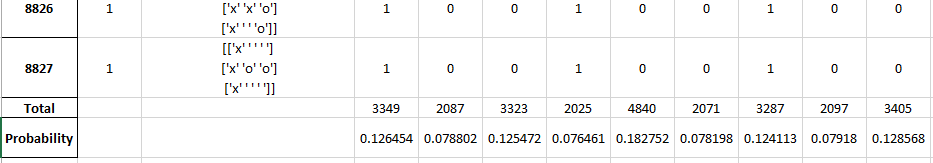 ['x' 'x' 'o']
8826 1 1 0 0 1 0 0 1 0 0
['x' ' ' 'o']]
[['x' ' ' ' ']
8827 1 ['x' 'o' 'o'] 1 0 0 1 0 0 1 0 0
['x' ' ' ' ']]
Total 3349 2087 3323 2025 4840 2071 3287 2097 3405
Probability 0.126454 0.078802 0.125472 0.076461 0.182752 0.078198 0.124113 0.07918 0.128568